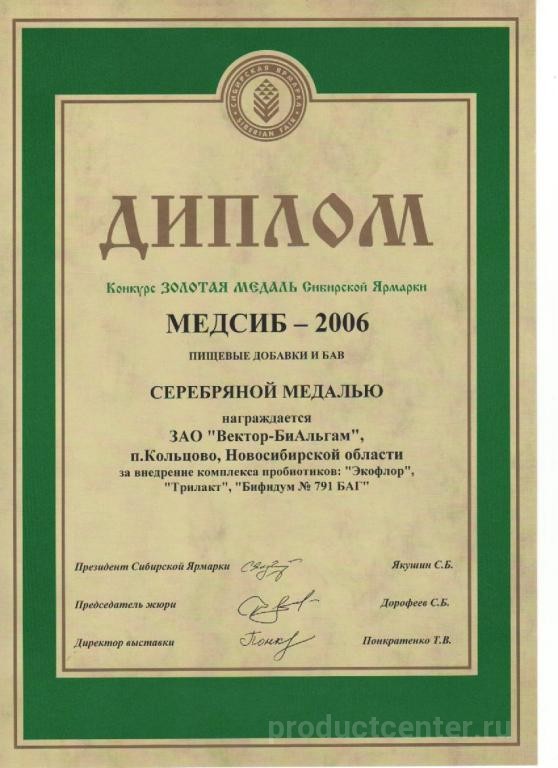 СИБИРСКАЯ ЯРМАРКА
SIBERIAN FAIR
ДИПЛОМ
Конкурс ЗОЛОТАЯ МЕДАЛЬ Сибирской Ярмарки
МЕДСИБ – 2006
ПИЩЕВЫЕ ДОБАВКИ И БАВ
СЕРЕБРЯНОЙ МЕДАЛЬЮ
награждается
ЗАО "Вектор-БиАльгам",
п.Кольцово, Новосибирской области
за внедрение комплекса пробиотиков: "Экофлор",
"Трилакт", "Бифидум № 791 БАГ"
Президент Сибирской Ярмарки Якушин С.Б.
Председатель жюри Дорофеев С.Б.
Директор выставки Понкратенко Т.В.
productcenter.ru